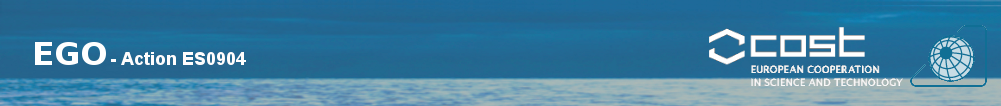 EGO - Action ES0904
cost
EUROPEAN COOPERATION
IN SCIENCE AND TECHNOLOGY